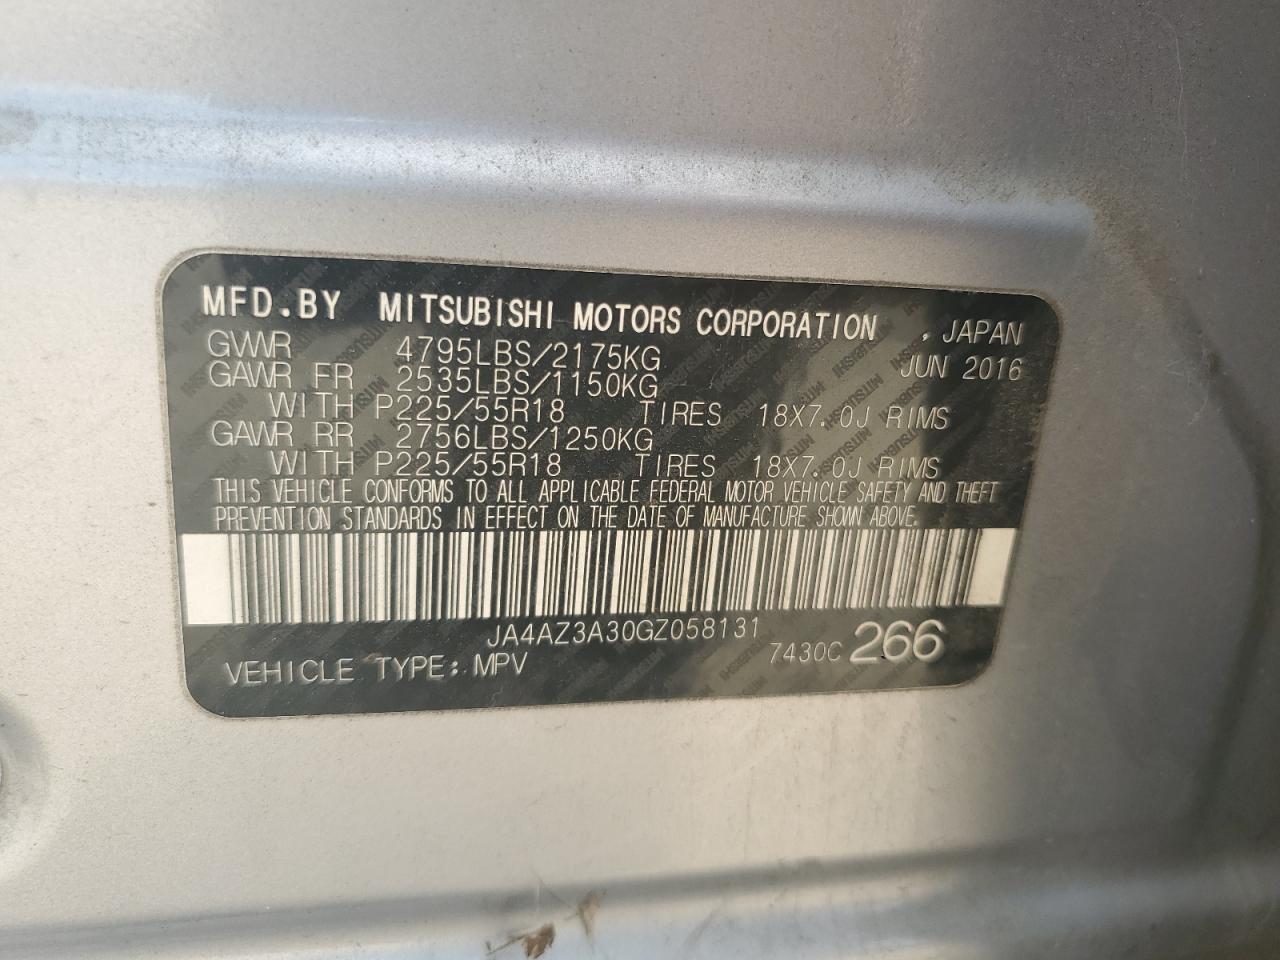 MFD.BY MITSUBISHI MOTORS CORPORATION , JAPAN
GVWR 4795LBS/2175KG JUN 2016
GAWR FR 2535LBS/1150KG
WITH P225/55R18 TIRES 18X7.0J RIMS
GAWR RR 2756LBS/1250KG
WITH P225/55R18 TIRES 18X7.0J RIMS
THIS VEHICLE CONFORMS TO ALL APPLICABLE FEDERAL MOTOR VEHICLE SAFETY AND THEFT
PREVENTION STANDARDS IN EFFECT ON THE DATE OF MANUFACTURE SHOWN ABOVE.
JA4AZ3A30GZ058131
7430C 266
VEHICLE TYPE: MPV